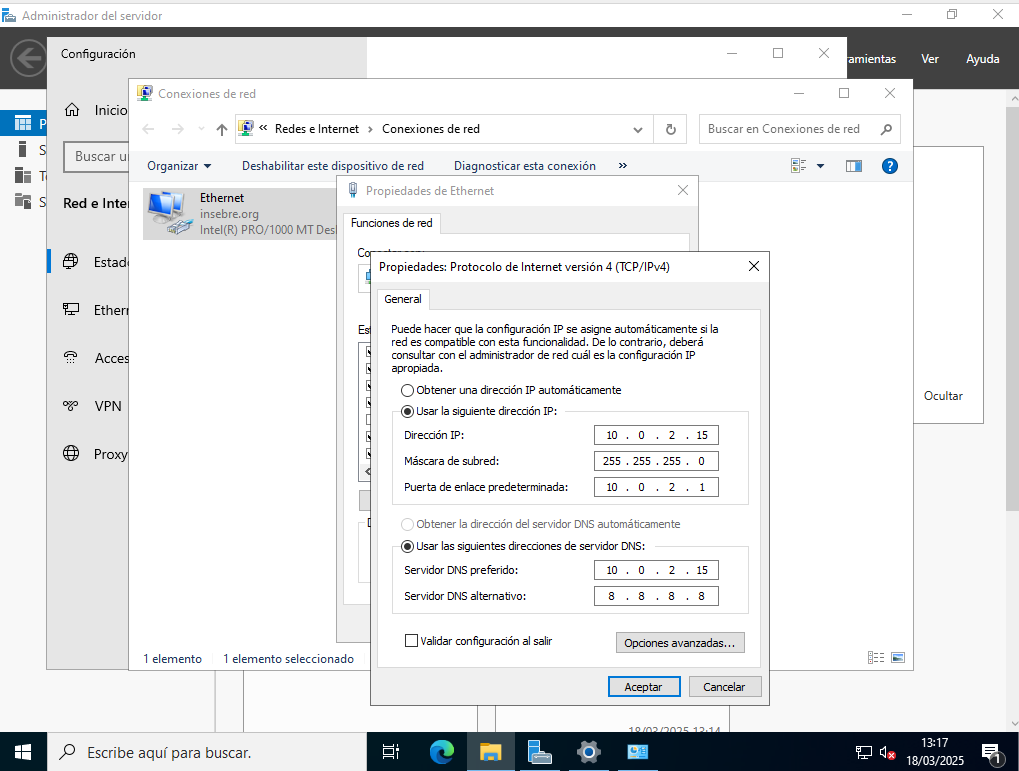 Administrador del servidor
Configuración
Ver
Ayuda
Conexiones de red
Inicio
« Redes e Internet › Conexiones de red
Buscar en Conexiones de red
Buscar
Organizar
Deshabilitar este dispositivo de red
Diagnosticar esta conexión
»
Ethernet
insebre.org
Intel(R) PRO/1000 MT
Red e
VPN
Proxy
Propiedades de Ethernet
Funciones de red
Propiedades: Protocolo de Internet versión 4 (TCP/IPv4)
General
Puede hacer que la configuración IP se asigne automáticamente si la
red es compatible con esta funcionalidad. De lo contrario, deberá
consultar con el administrador de red cuál es la configuración IP
apropiada.
Obtener una dirección IP automáticamente
Usar la siguiente dirección IP:
Dirección IP: 10 . 0 . 2 . 15
Máscara de subred: 255 . 255 . 255 . 0
Puerta de enlace predeterminada: 10 . 0 . 2 . 1
Obtener la dirección del servidor DNS automáticamente
Usar las siguientes direcciones de servidor DNS:
Servidor DNS preferido: 10 . 0 . 2 . 15
Servidor DNS alternativo: 8 . 8 . 8 . 8
Validar configuración al salir
Opciones avanzadas...
Aceptar
Cancelar
Ocultar
1 elemento
1 elemento seleccionado
18/03/2025 13:14
Escribe aquí para buscar.
13:17
18/03/2025
1